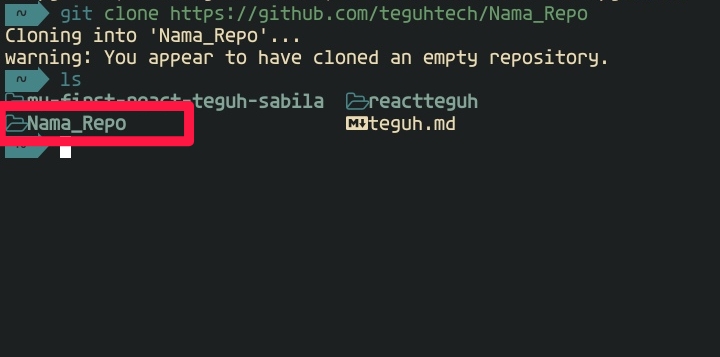 ~ git clone https://github.com/teguhtech/Nama_Repo
Cloning into 'Nama_Repo'...
warning: You appear to have cloned an empty repository.
~ ls
my-first-react-teguh-sabila reactteguh
Nama_Repo teguh.md
~